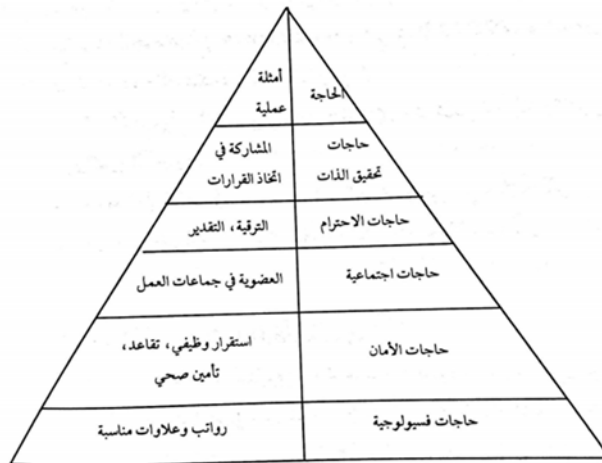 الحاجة
أمثلة
عملية
حاجات
تحقيق الذات
المشاركة في
اتخاذ القرارات
حاجات الاحترام
الترقية، التقدير
حاجات اجتماعية
العضوية في جماعات العمل
حاجات الأمان
استقرار وظيفي، تقاعد،
تأمين صحي
حاجات فسيولوجية
رواتب وعلاوات مناسبة